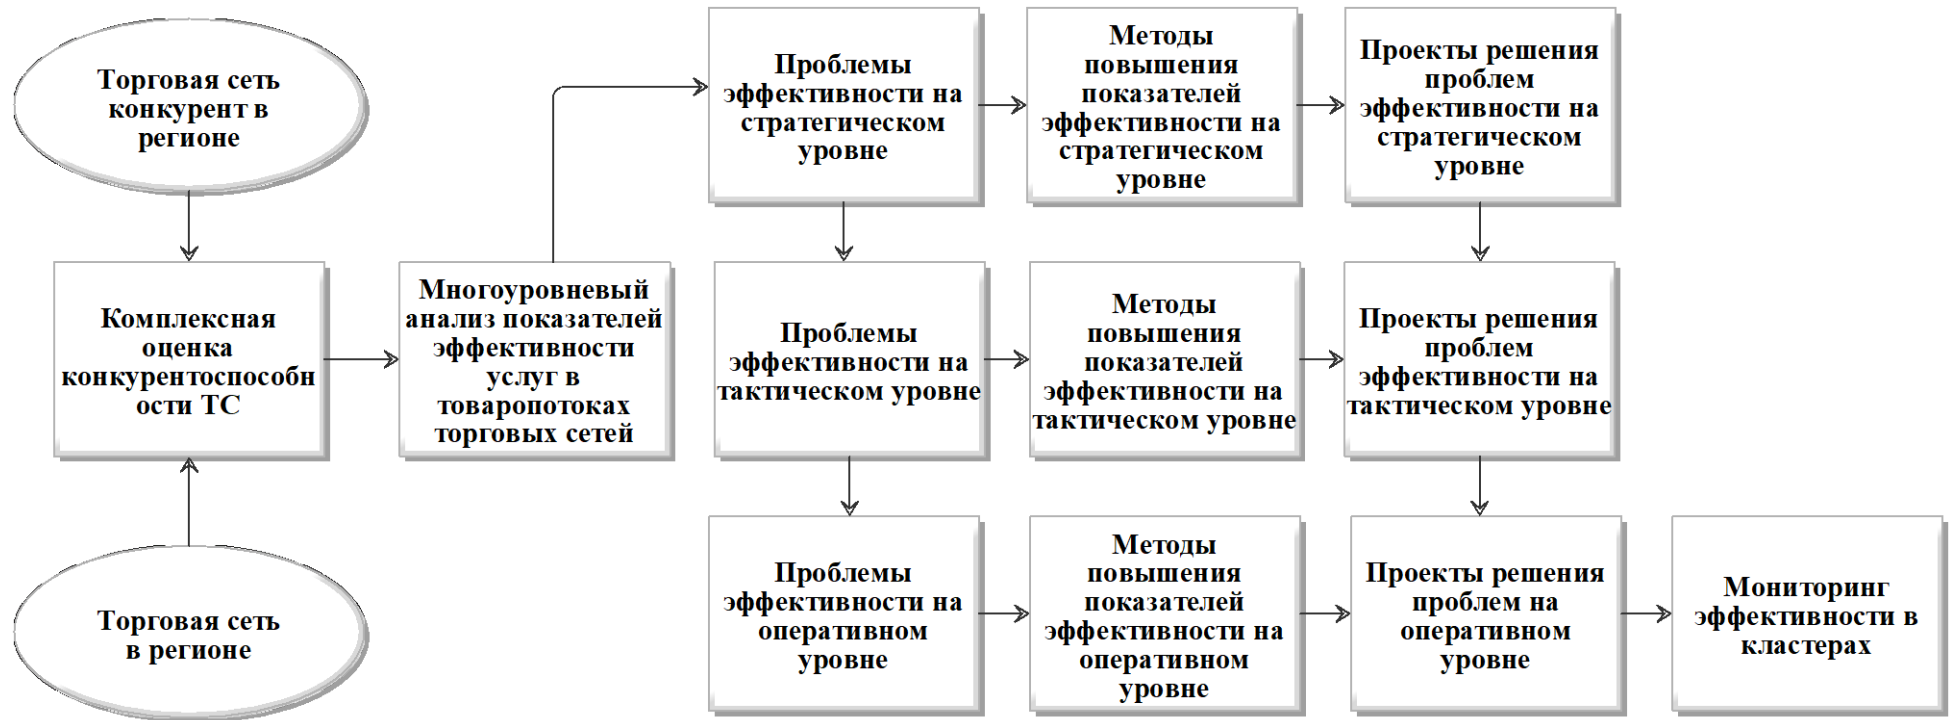 Торговая сеть
конкурент в
регионе
Комплексная
оценка
конкурентоспособн
ости ТС
Торговая сеть
в регионе
Многоуровневый
анализ показателей
эффективности
услуг в
товаропотоках
торговых сетей
Проблемы
эффективности на
стратегическом
уровне
Методы
повышения
показателей
эффективности на
стратегическом
уровне
Проекты решения
проблем
эффективности на
стратегическом
уровне
Проблемы
эффективности на
тактическом уровне
Методы
повышения
показателей
эффективности на
тактическом уровне
Проекты решения
проблем
эффективности на
тактическом уровне
Проблемы
эффективности на
оперативном
уровне
Методы
повышения
показателей
эффективности на
оперативном
уровне
Проекты решения
проблем на
оперативном
уровне
Мониторинг
эффективности в
кластерах